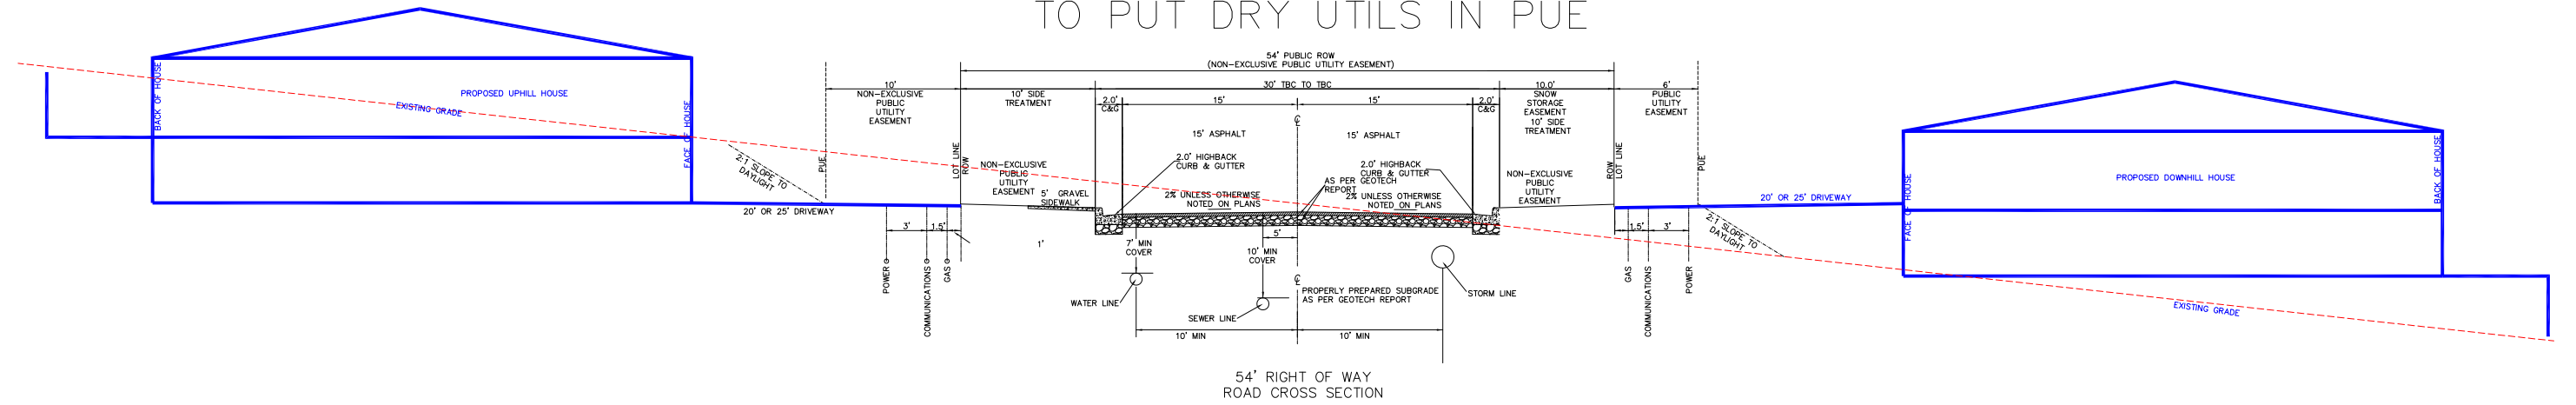 TO PUT DRY UTILS IN PUE
54' PUBLIC ROW
(NON-EXCLUSIVE PUBLIC UTILITY EASEMENT)
10'
NON-EXCLUSIVE
PUBLIC
UTILITY
EASEMENT
10' SIDE
TREATMENT
30' TBC TO TBC
2.0'
C&G
15'
15'
2.0'
C&G
10.0'
SNOW
STORAGE
EASEMENT
10' SIDE
TREATMENT
6'
PUBLIC
UTILITY
EASEMENT
BACK OF HOUSE
PROPOSED UPHILL HOUSE
EXISTING GRADE
FACE OF HOUSE
2:1 SLOPE TO
DAYLIGHT
PUE
LOT LINE
ROW
NON-EXCLUSIVE
PUBLIC
UTILITY
EASEMENT
5' GRAVEL
SIDEWALK
20' OR 25' DRIVEWAY
3'
1.5'
1'
POWER
COMMUNICATIONS
GAS
℄
15' ASPHALT
15' ASPHALT
2.0' HIGHBACK
CURB & GUTTER
2.0' HIGHBACK
CURB & GUTTER
AS PER GEOTECH
REPORT
2% UNLESS OTHERWISE
NOTED ON PLANS
2% UNLESS OTHERWISE
NOTED ON PLANS
NON-EXCLUSIVE
PUBLIC
UTILITY
EASEMENT
7' MIN
COVER
5'
10' MIN
COVER
℄
WATER LINE
SEWER LINE
PROPERLY PREPARED SUBGRADE
AS PER GEOTECH REPORT
STORM LINE
10' MIN
10' MIN
ROW
LOT LINE
PUE
1.5'
3'
GAS
COMMUNICATIONS
POWER
2:1 SLOPE TO
DAYLIGHT
20' OR 25' DRIVEWAY
FACE OF HOUSE
PROPOSED DOWNHILL HOUSE
BACK OF HOUSE
EXISTING GRADE
54' RIGHT OF WAY
ROAD CROSS SECTION